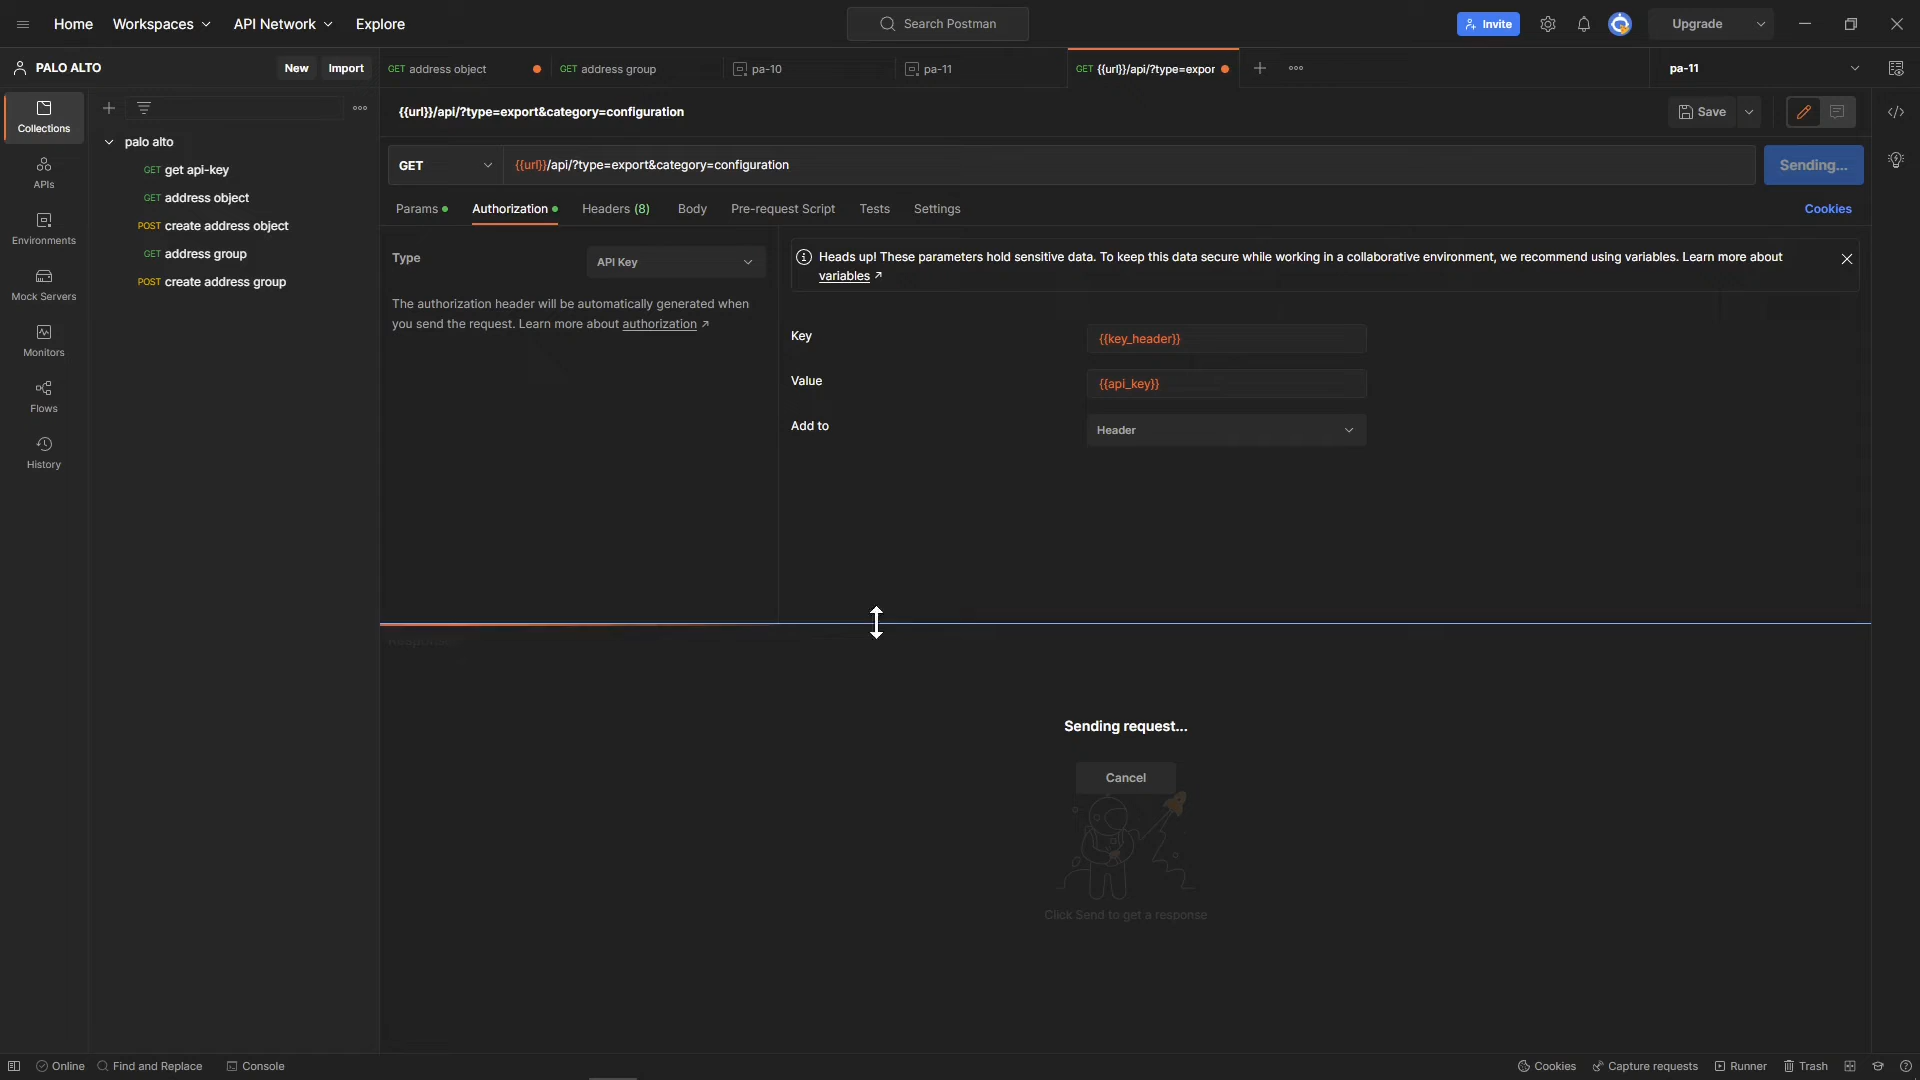 Home Workspaces API Network Explore Search Postman Invite Upgrade
PALO ALTO New Import
GET address object GET address group pa-10 pa-11 GET {{url}}/api/?type=expor pa-11
{{url}}/api/?type=export&category=configuration Save
Collections
palo alto
GET get api-key
GET address object
POST create address object
GET address group
POST create address group
APIs
Environments
Mock Servers
Monitors
Flows
History
GET {{url}}/api/?type=export&category=configuration Sending...
Params Authorization Headers (8) Body Pre-request Script Tests Settings Cookies
Type API Key
The authorization header will be automatically generated when
you send the request. Learn more about authorization ↗
Heads up! These parameters hold sensitive data. To keep this data secure while working in a collaborative environment, we recommend using variables. Learn more about
variables ↗
Key {{key_header}}
Value {{api_key}}
Add to Header
Response
Sending request...
Cancel
Click Send to get a response
Online Find and Replace Console Cookies Capture requests Runner Trash